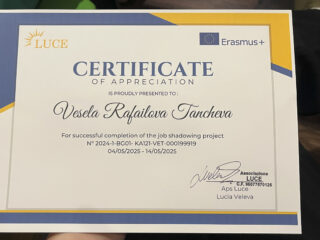 LUCE
Erasmus+
CERTIFICATE
OF APPRECIATION
IS PROUDLY PRESENTED TO :
Vesela Rafailova Tancheva
For successful completion of the job shadowing project
N° 2024-1-BG01- KA121-VET-000199919
04/05/2025 - 14/05/2025
Associazione
LUCE
C.F. 96077870126
Aps Luce
Lucia Veleva